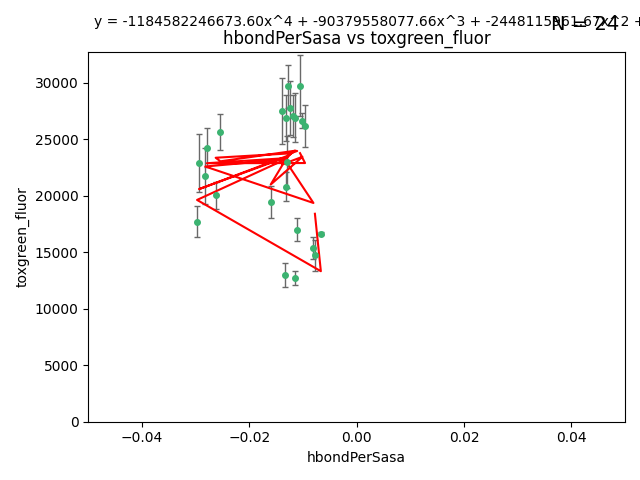 y = -1184582246673.60x^4 + -90379558077.66x^3 + -2448115961.67x^2 +
N = 24
hbondPerSasa vs toxgreen_fluor
30000
25000
20000
15000
10000
5000
0
toxgreen_fluor
−0.04 −0.02 0.00 0.02 0.04
hbondPerSasa